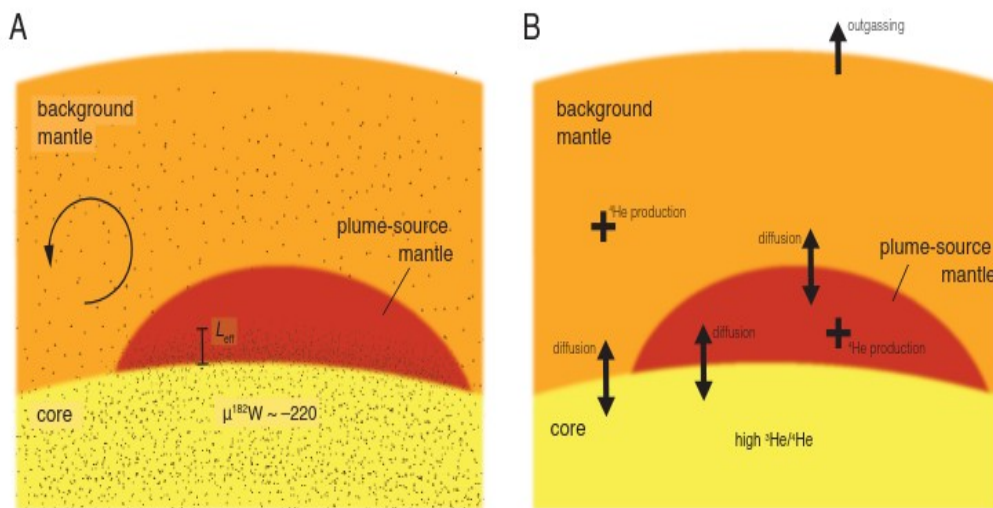 A
background
mantle
plume-source
mantle
L_eff
core
μ¹⁸²W ~ –220
B
outgassing
background
mantle
⁴He production
diffusion
plume-source
mantle
diffusion
diffusion
⁴He production
core
high ³He/⁴He